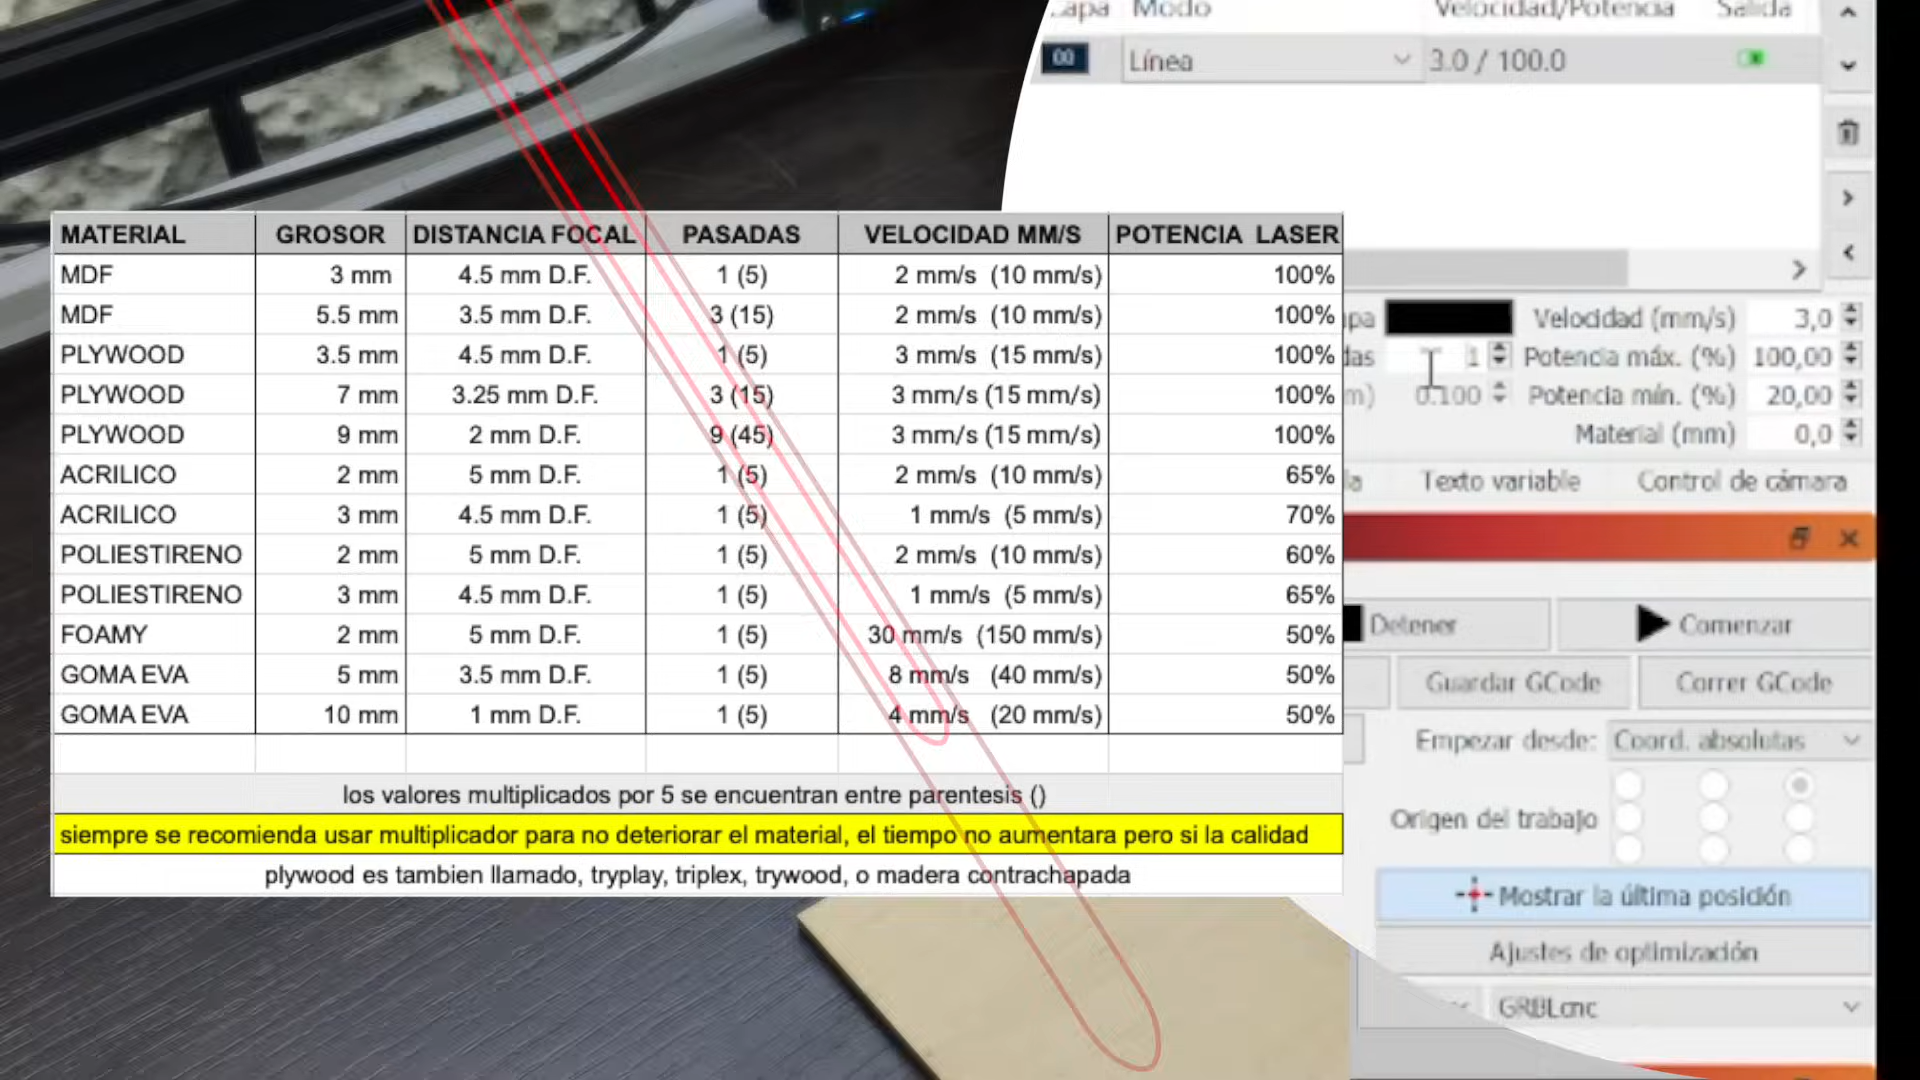 Capa Modo Velocidad/Potencia Salida
00 Línea 3.0 / 100.0
MATERIAL GROSOR DISTANCIA FOCAL PASADAS VELOCIDAD MM/S POTENCIA LASER
MDF 3 mm 4.5 mm D.F. 1 (5) 2 mm/s (10 mm/s) 100%
MDF 5.5 mm 3.5 mm D.F. 3 (15) 2 mm/s (10 mm/s) 100%
PLYWOOD 3.5 mm 4.5 mm D.F. 1 (5) 3 mm/s (15 mm/s) 100%
PLYWOOD 7 mm 3.25 mm D.F. 3 (15) 3 mm/s (15 mm/s) 100%
PLYWOOD 9 mm 2 mm D.F. 9 (45) 3 mm/s (15 mm/s) 100%
ACRILICO 2 mm 5 mm D.F. 1 (5) 2 mm/s (10 mm/s) 65%
ACRILICO 3 mm 4.5 mm D.F. 1 (5) 1 mm/s (5 mm/s) 70%
POLIESTIRENO 2 mm 5 mm D.F. 1 (5) 2 mm/s (10 mm/s) 60%
POLIESTIRENO 3 mm 4.5 mm D.F. 1 (5) 1 mm/s (5 mm/s) 65%
FOAMY 2 mm 5 mm D.F. 1 (5) 30 mm/s (150 mm/s) 50%
GOMA EVA 5 mm 3.5 mm D.F. 1 (5) 8 mm/s (40 mm/s) 50%
GOMA EVA 10 mm 1 mm D.F. 1 (5) 4 mm/s (20 mm/s) 50%
los valores multiplicados por 5 se encuentran entre parentesis ()
siempre se recomienda usar multiplicador para no deteriorar el material, el tiempo no aumentara pero si la calidad
plywood es tambien llamado, tryplay, triplex, trywood, o madera contrachapada
pa Velocidad (mm/s) 3,0
das 1 Potencia máx. (%) 100,00
m) 0.100 Potencia mín. (%) 20,00
Material (mm) 0,0
la Texto variable Control de cámara
Detener Comenzar
Guardar GCode Correr GCode
Empezar desde: Coord. absolutas
Origen del trabajo
Mostrar la última posición
Ajustes de optimización
GRBLcnc